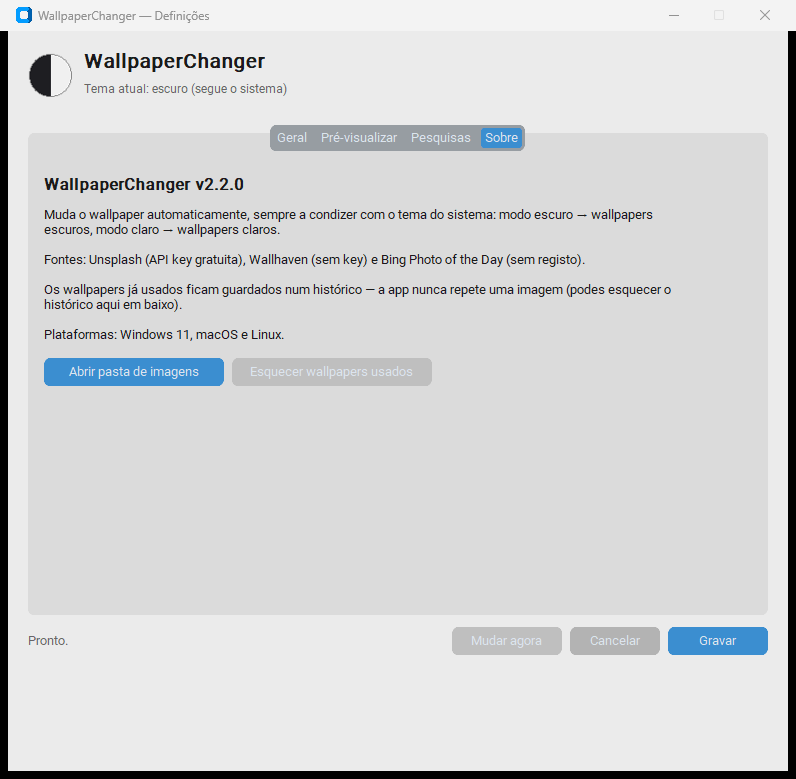 WallpaperChanger — Definições
WallpaperChanger
Tema atual: escuro (segue o sistema)
Geral Pré-visualizar Pesquisas Sobre
WallpaperChanger v2.2.0
Muda o wallpaper automaticamente, sempre a condizer com o tema do sistema: modo escuro → wallpapers
escuros, modo claro → wallpapers claros.
Fontes: Unsplash (API key gratuita), Wallhaven (sem key) e Bing Photo of the Day (sem registo).
Os wallpapers já usados ficam guardados num histórico — a app nunca repete uma imagem (podes esquecer o
histórico aqui em baixo).
Plataformas: Windows 11, macOS e Linux.
Abrir pasta de imagens Esquecer wallpapers usados
Pronto. Mudar agora Cancelar Gravar